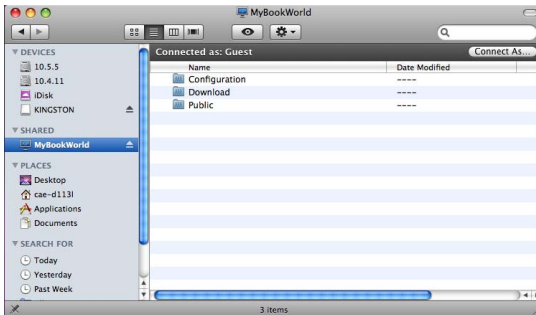 MyBookWorld
DEVICES
10.5.5
10.4.11
iDisk
KINGSTON
SHARED
MyBookWorld
PLACES
Desktop
cae-d113l
Applications
Documents
SEARCH FOR
Today
Yesterday
Past Week
Connected as: Guest
Connect As...
Name Date Modified
Configuration ----
Download ----
Public ----
3 items